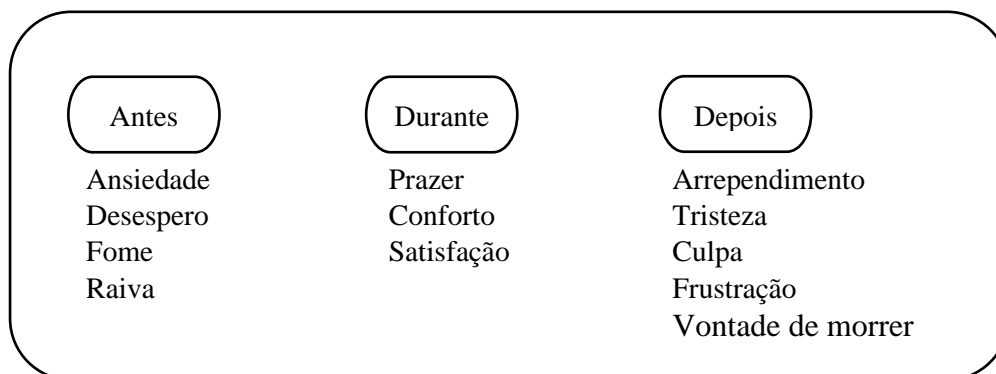 Antes
Ansiedade
Desespero
Fome
Raiva
Durante
Prazer
Conforto
Satisfação
Depois
Arrependimento
Tristeza
Culpa
Frustração
Vontade de morrer